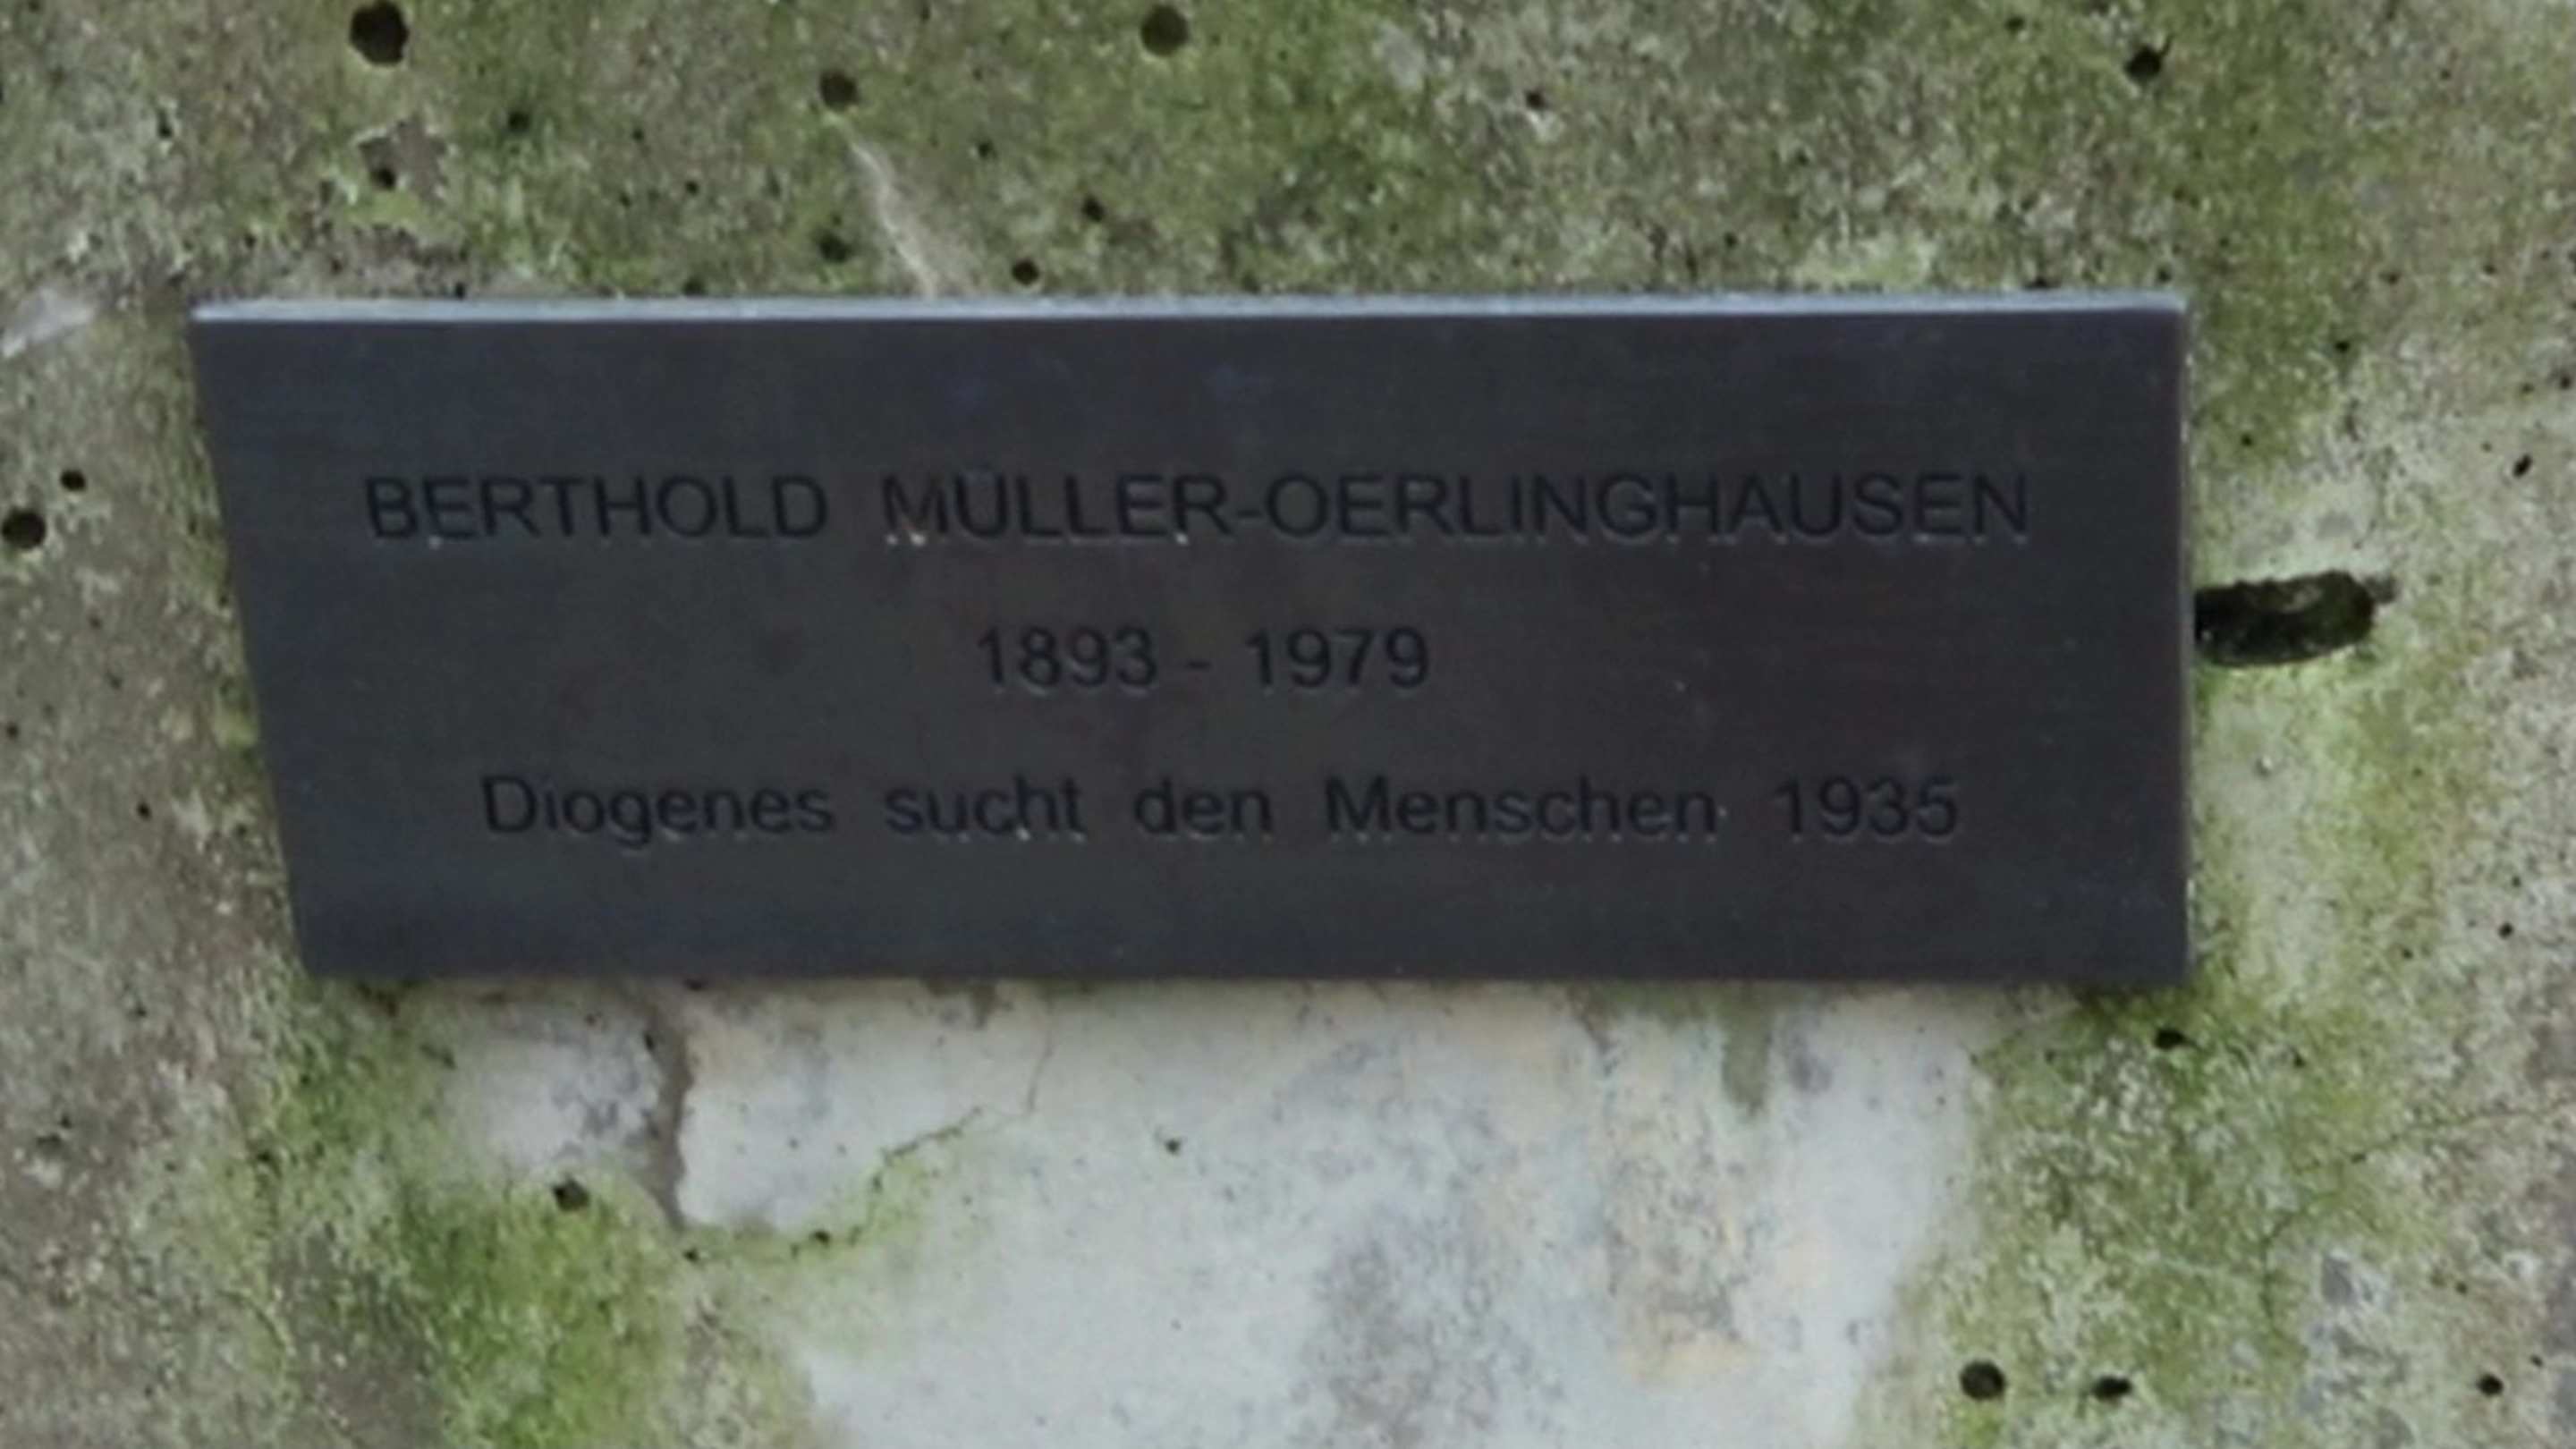 BERTHOLD MÜLLER-OERLINGHAUSEN
1893 - 1979
Diogenes sucht den Menschen 1935